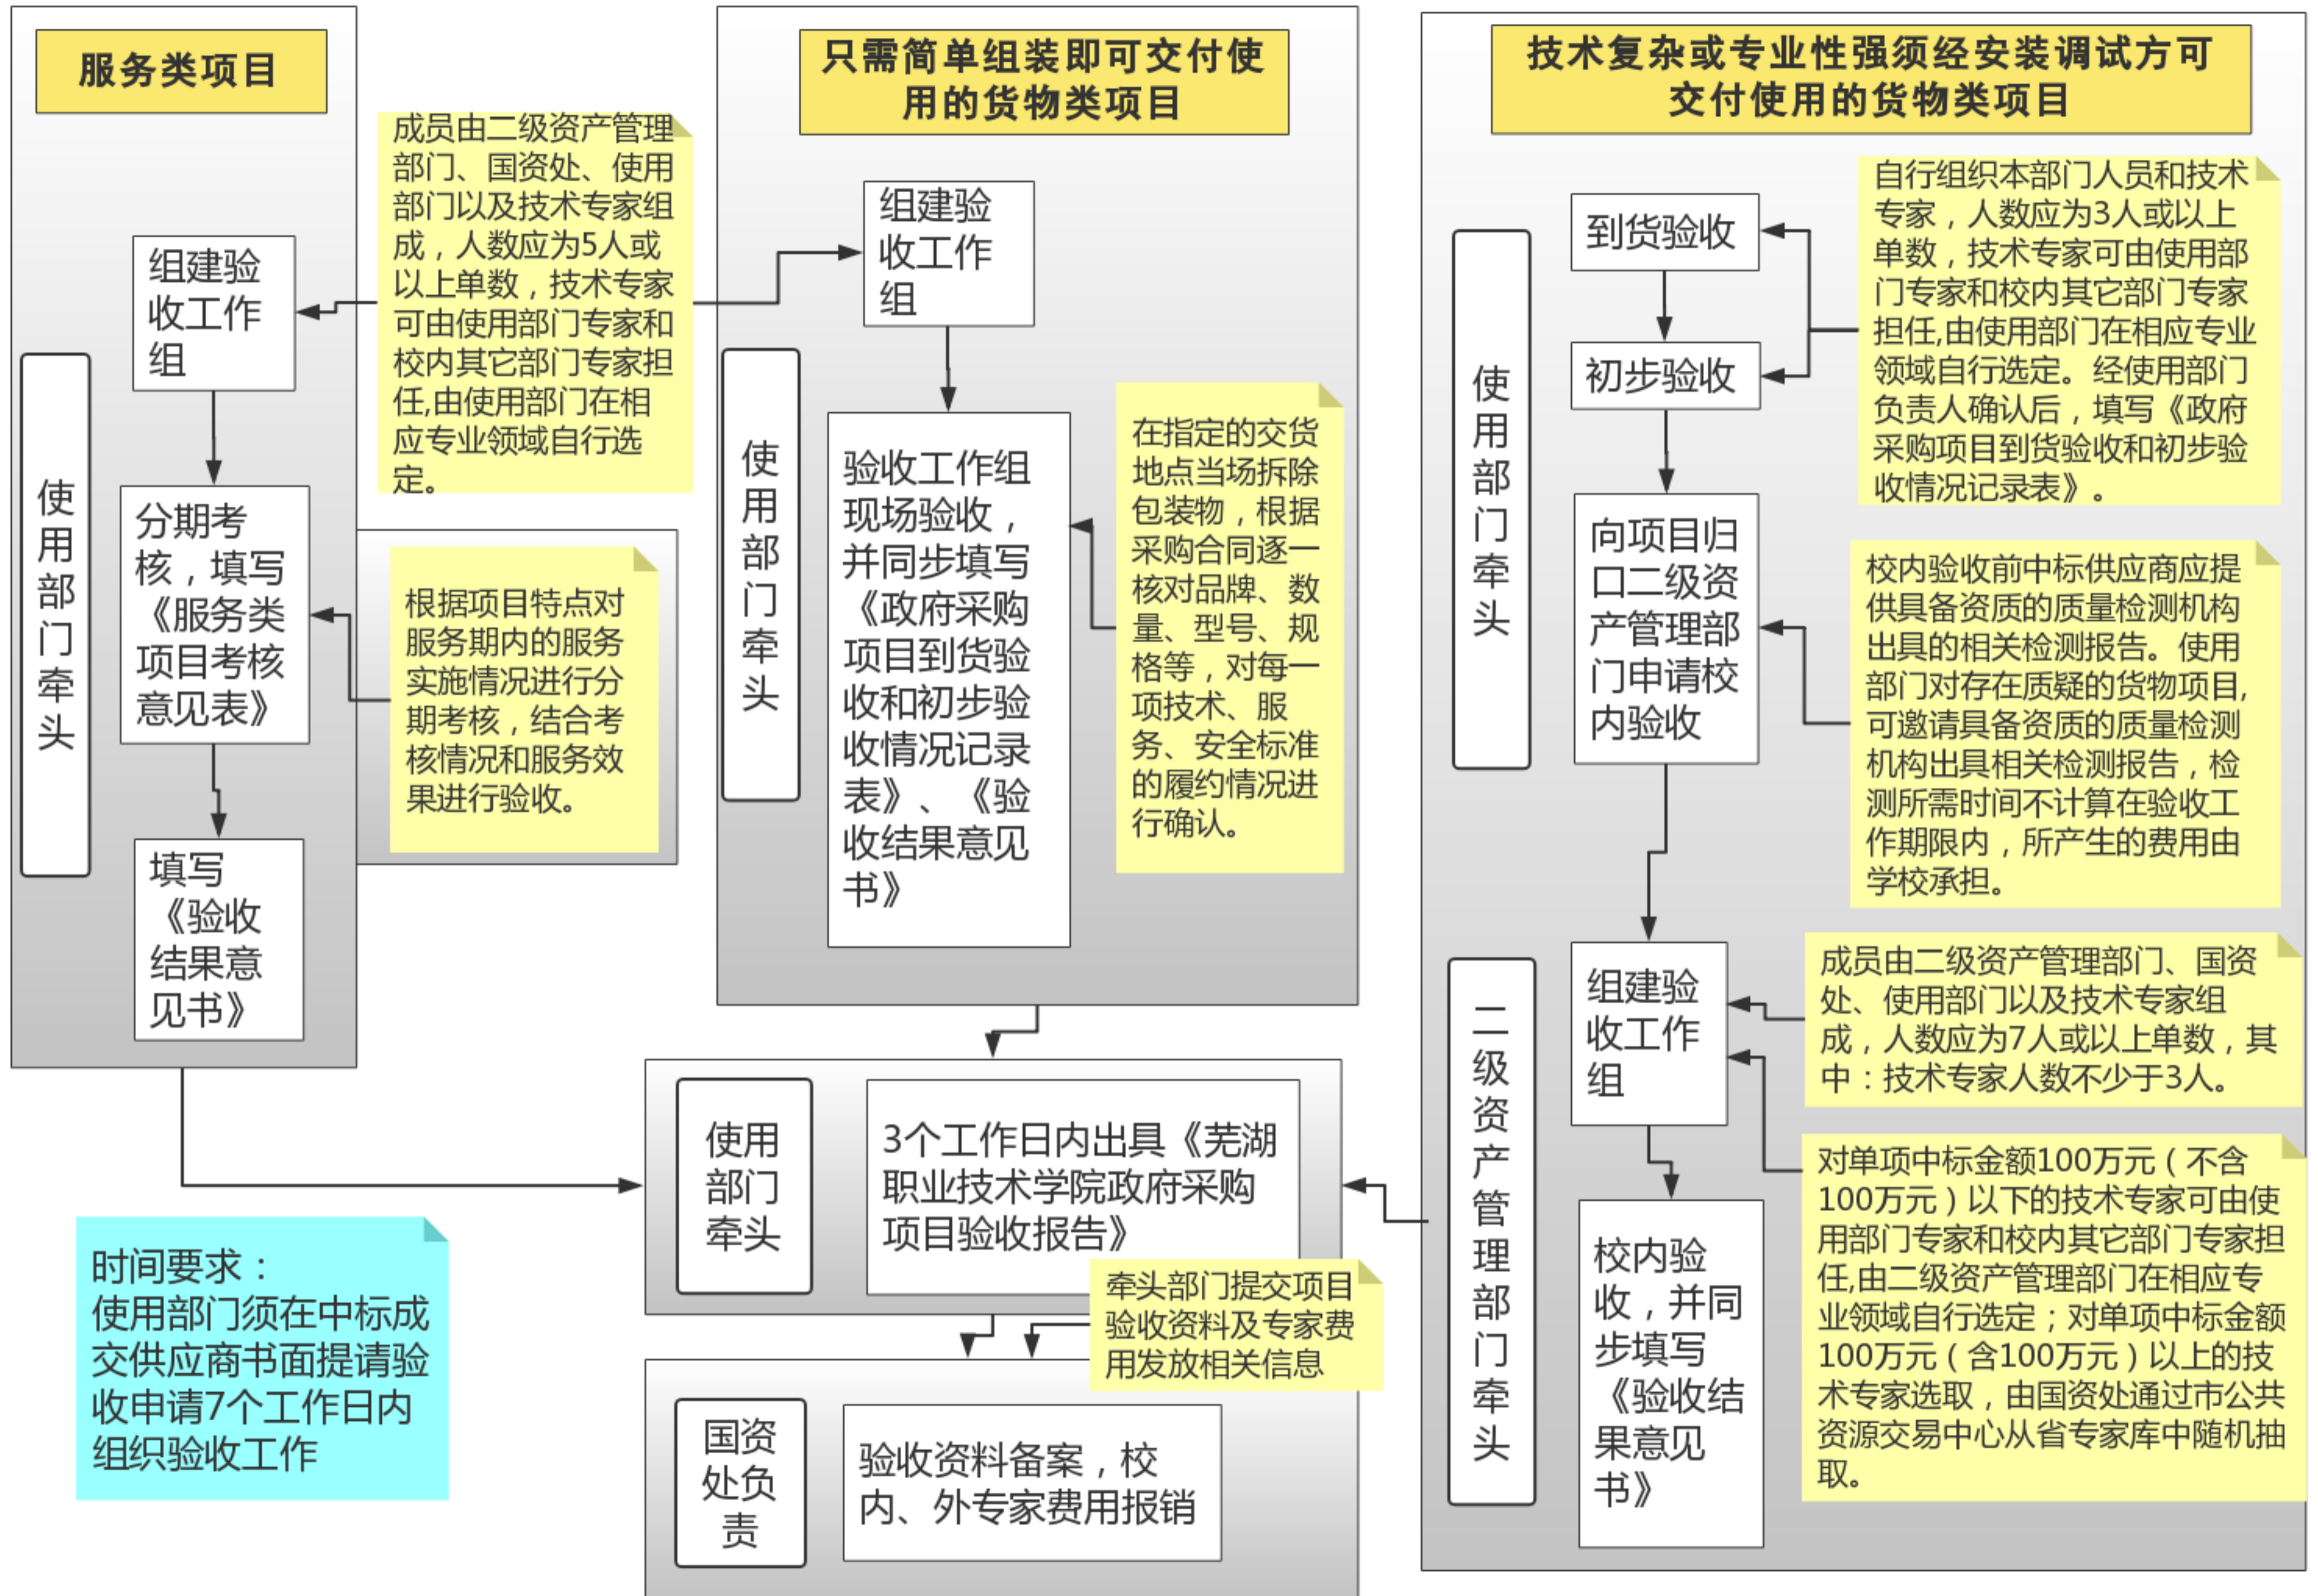 服务类项目
使
用
部
门
牵
头
组建验
收工作
组
分期考
核，填写
《服务类
项目考核
意见表》
填写
《验收
结果意
见书》
成员由二级资产管理
部门、国资处、使用
部门以及技术专家组
成，人数应为5人或
以上单数，技术专家
可由使用部门专家和
校内其它部门专家担
任,由使用部门在相
应专业领域自行选
定。
根据项目特点对
服务期内的服务
实施情况进行分
期考核，结合考
核情况和服务效
果进行验收。
只需简单组装即可交付使
用的货物类项目
使
用
部
门
牵
头
组建验
收工作
组
验收工作组
现场验收，
并同步填写
《政府采购
项目到货验
收和初步验
收情况记录
表》、《验
收结果意见
书》
在指定的交货
地点当场拆除
包装物，根据
采购合同逐一
核对品牌、数
量、型号、规
格等，对每一
项技术、服
务、安全标准
的履约情况进
行确认。
技术复杂或专业性强须经安装调试方可
交付使用的货物类项目
使
用
部
门
牵
头
到货验收
初步验收
向项目归
口二级资
产管理部
门申请校
内验收
自行组织本部门人员和技术
专家，人数应为3人或以上
单数，技术专家可由使用部
门专家和校内其它部门专家
担任,由使用部门在相应专业
领域自行选定。经使用部门
负责人确认后，填写《政府
采购项目到货验收和初步验
收情况记录表》。
校内验收前中标供应商应提
供具备资质的质量检测机构
出具的相关检测报告。使用
部门对存在质疑的货物项目,
可邀请具备资质的质量检测
机构出具相关检测报告，检
测所需时间不计算在验收工
作期限内，所产生的费用由
学校承担。
二
级
资
产
管
理
部
门
牵
头
组建验
收工作
组
校内验
收，并同
步填写
《验收结
果意见
书》
成员由二级资产管理部门、国资
处、使用部门以及技术专家组
成，人数应为7人或以上单数，其
中：技术专家人数不少于3人。
对单项中标金额100万元（不含
100万元）以下的技术专家可由使
用部门专家和校内其它部门专家担
任,由二级资产管理部门在相应专
业领域自行选定；对单项中标金额
100万元（含100万元）以上的技
术专家选取，由国资处通过市公共
资源交易中心从省专家库中随机抽
取。
使用
部门
牵头
3个工作日内出具《芜湖
职业技术学院政府采购
项目验收报告》
牵头部门提交项目
验收资料及专家费
用发放相关信息
国资
处负
责
验收资料备案，校
内、外专家费用报销
时间要求：
使用部门须在中标成
交供应商书面提请验
收申请7个工作日内
组织验收工作